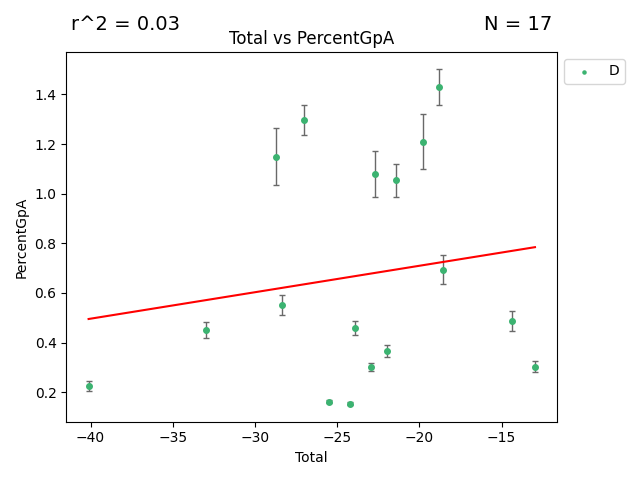 r^2 = 0.03
N = 17
Total vs PercentGpA
D
PercentGpA
1.4
1.2
1.0
0.8
0.6
0.4
0.2
−40
−35
−30
−25
−20
−15
Total